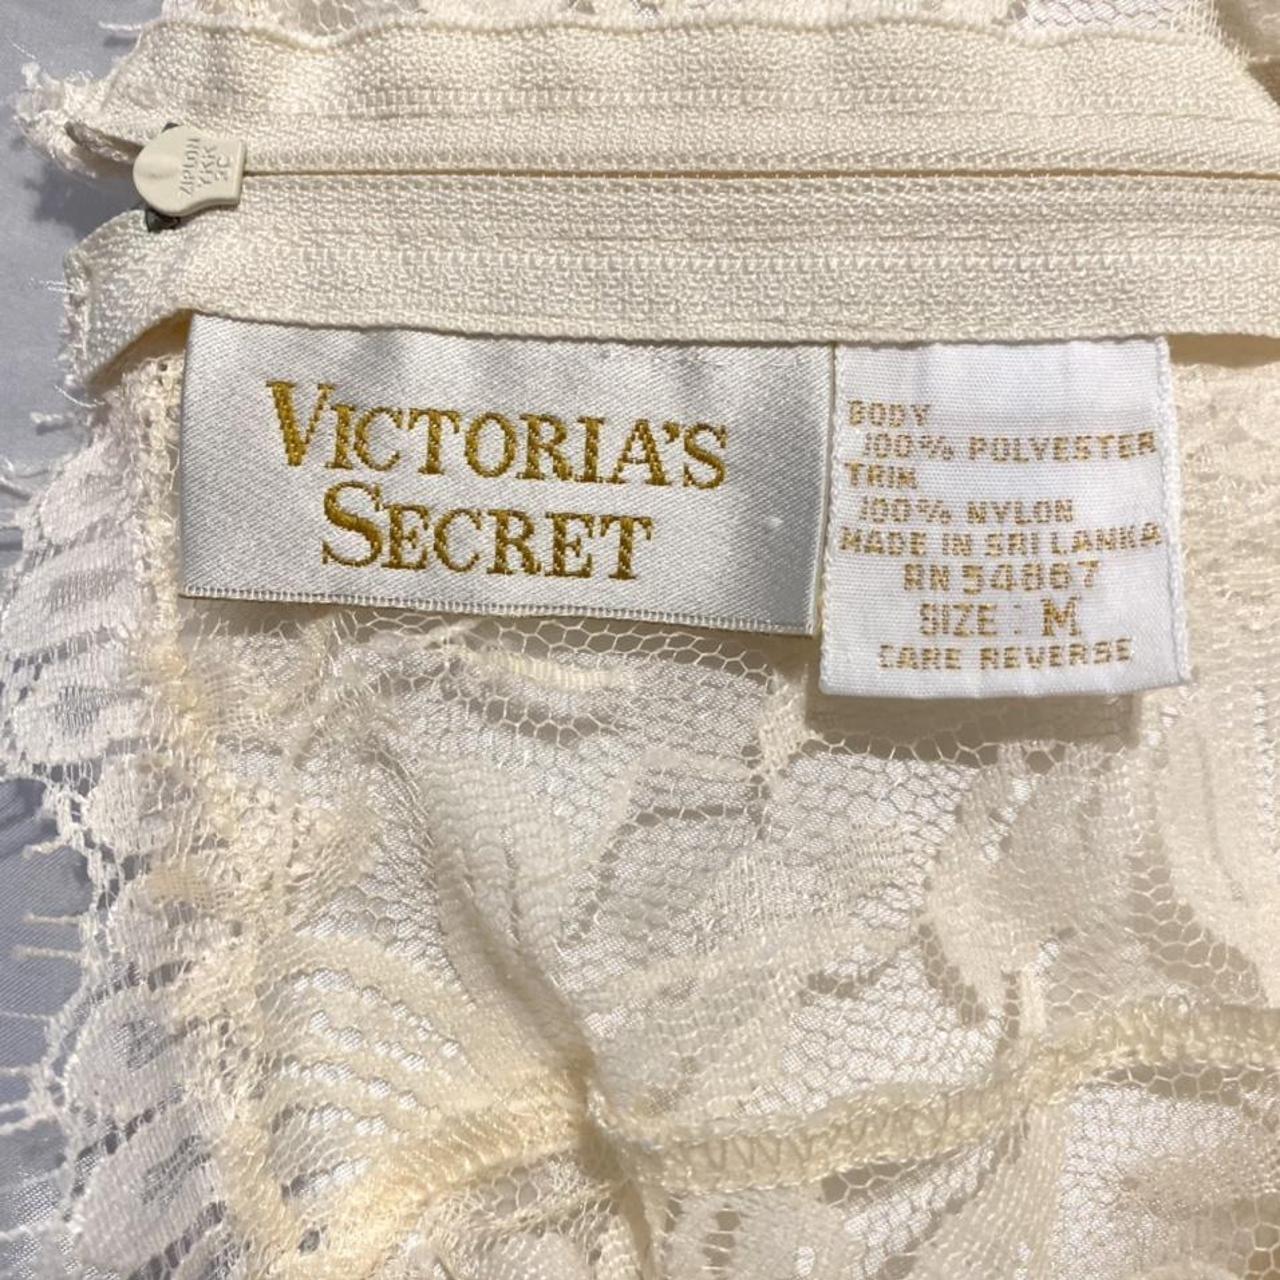 ZIPLON
YKK
3C
VICTORIA'S
SECRET
BODY
100% POLYESTER
TRIM
100% NYLON
MADE IN SRI LANKA
RN 54867
SIZE : M
CARE REVERSE